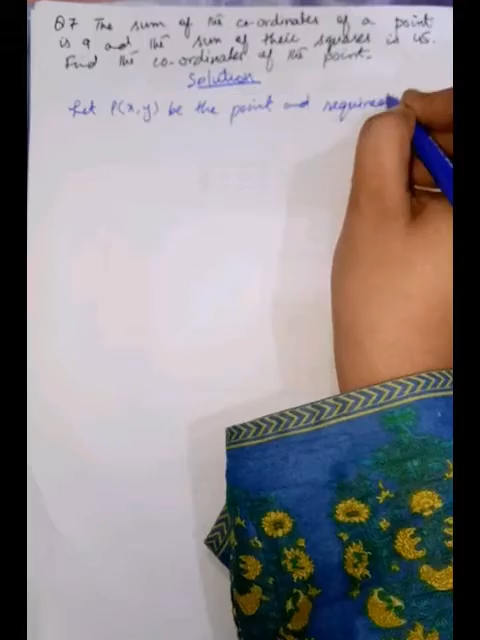 Q7 The sum of the co-ordinates of a point
is 9 and the sum of their squares is 45.
Find the co-ordinates of the point.
Solution
Let P(x,y) be the point and required